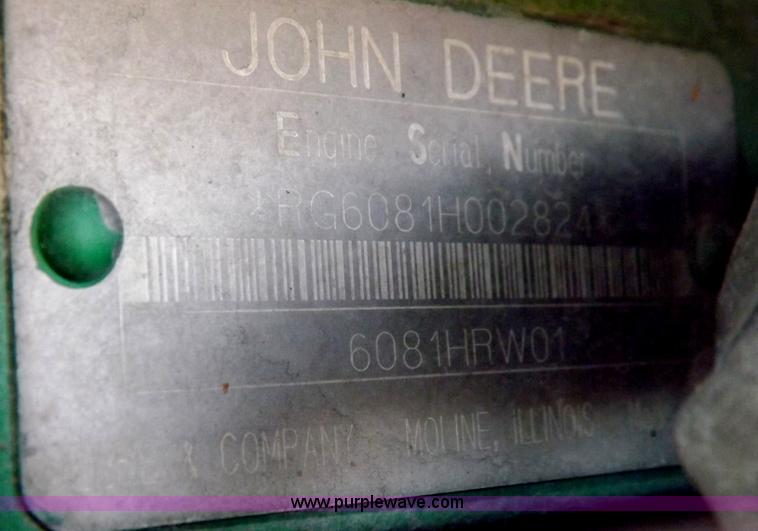 JOHN DEERE
Engine Serial Number
*RG6081H002824*
6081HRW01
& COMPANY MOLINE, ILLINOIS
www.purplewave.com